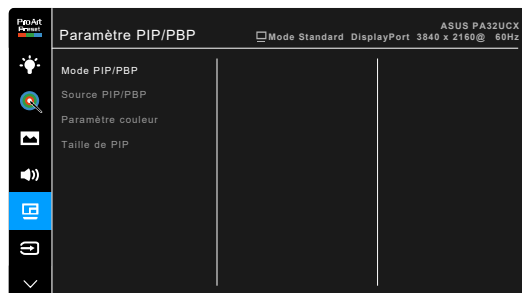 ProArt
Preset
Paramètre PIP/PBP
ASUS PA32UCX
Mode Standard DisplayPort 3840 x 2160@ 60Hz
Mode PIP/PBP
Source PIP/PBP
Paramètre couleur
Taille de PIP